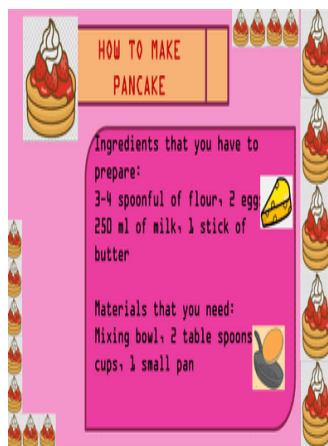 HOW TO MAKE
PANCAKE
Ingredients that you have to
prepare:
3-4 spoonful of flour, 2 egg
250 ml of milk, 1 stick of
butter
Materials that you need:
Mixing bowl, 2 table spoons
cups, 1 small pan